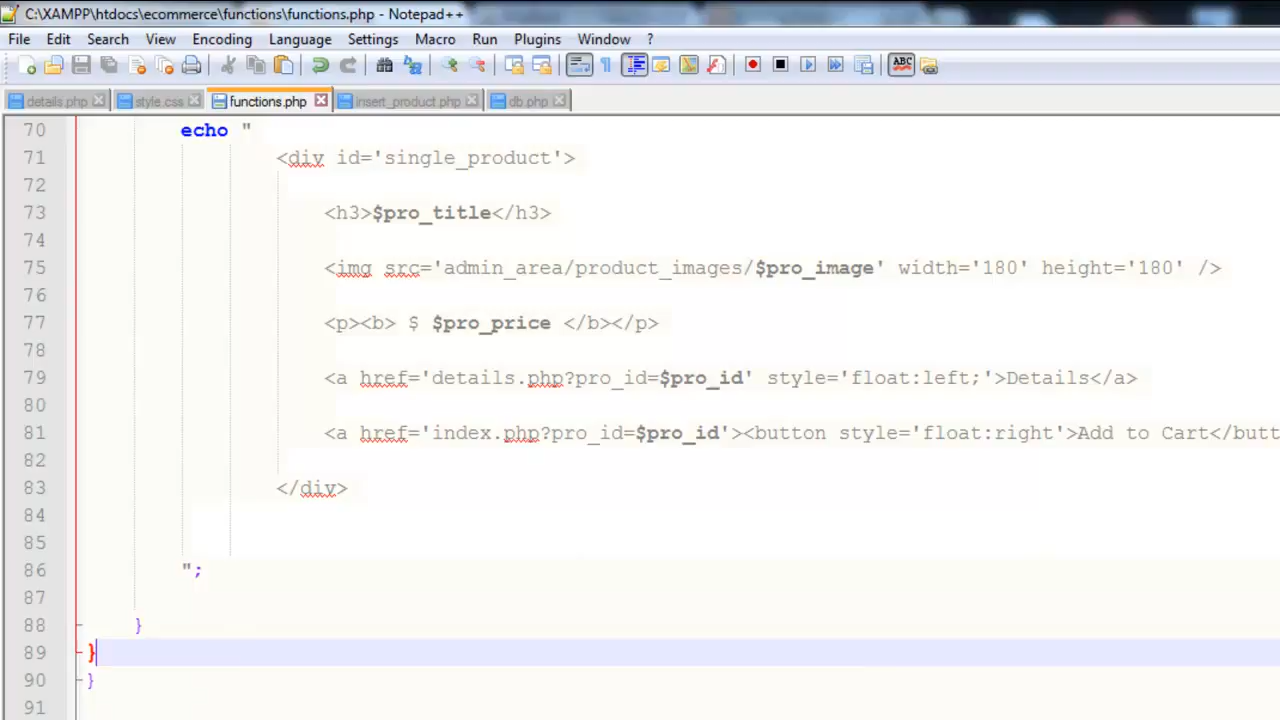 C:\XAMPP\htdocs\ecommerce\functions\functions.php - Notepad++
File Edit Search View Encoding Language Settings Macro Run Plugins Window ?
ABC
details.php style.css functions.php insert_product.php db.php
70 echo "
71 <div id='single_product'>
72
73 <h3>$pro_title</h3>
74
75 <img src='admin_area/product_images/$pro_image' width='180' height='180' />
76
77 <p><b> $ $pro_price </b></p>
78
79 <a href='details.php?pro_id=$pro_id' style='float:left;'>Details</a>
80
81 <a href='index.php?pro_id=$pro_id'><button style='float:right'>Add to Cart</butt
82
83 </div>
84
85
86 ";
87
88 }
89 }
90 }
91